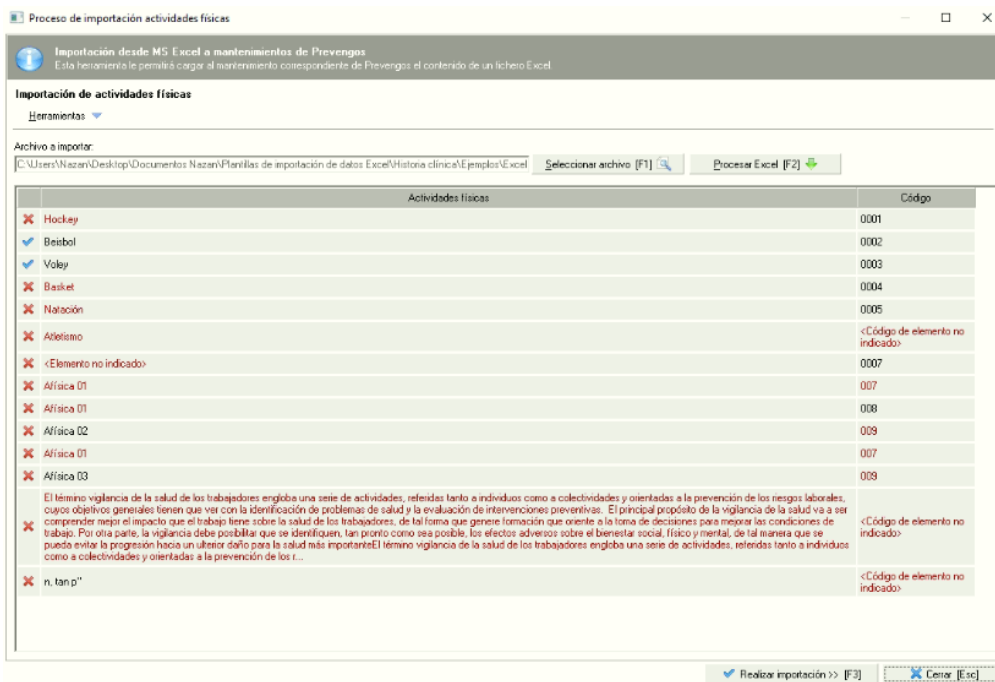 Proceso de importación actividades físicas
Importación desde MS Excel a mantenimientos de Prevengos
Esta herramienta le permitirá cargar al mantenimiento correspondiente de Prevengos el contenido de un fichero Excel
Importación de actividades físicas
Herramientas
Archivo a importar:
C:\Users\Nazan\Desktop\Documentos Nazan\Plantillas de importación de datos Excel\Historia clínica\Ejemplos\Excel
Seleccionar archivo [F1]
Procesar Excel [F2]
Actividades físicas Código
Hockey 0001
Beisbol 0002
Voley 0003
Basket 0004
Natación 0005
Atletismo <Código de elemento no
indicado>
<Elemento no indicado> 0007
Afísica 01 007
Afísica 01 008
Afísica 02 009
Afísica 01 007
Afísica 03 009
El término vigilancia de la salud de los trabajadores engloba una serie de actividades, referidas tanto a individuos como a colectividades y orientadas a la prevención de los riesgos laborales,
cuyos objetivos generales tienen que ver con la identificación de problemas de salud y la evaluación de intervenciones preventivas. El principal propósito de la vigilancia de la salud va a ser
comprender mejor el impacto que el trabajo tiene sobre la salud de los trabajadores, de tal forma que genere formación que oriente a la toma de decisiones para mejorar las condiciones de
trabajo. Por otra parte, la vigilancia debe posibilitar que se identifiquen, tan pronto como sea posible, los efectos adversos sobre el bienestar social, físico y mental, de tal manera que se
pueda evitar la progresión hacia un ulterior daño para la salud más importanteEl término vigilancia de la salud de los trabajadores engloba una serie de actividades, referidas tanto a individuos
como a colectividades y orientadas a la prevención de los r...
<Código de elemento no
indicado>
n, tan p" <Código de elemento no
indicado>
Realizar importación >> [F3]
Cerrar [Esc]